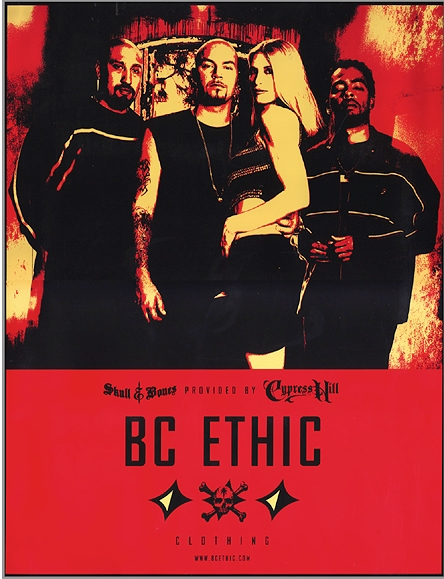 Skull & Bones PROVIDED BY Cypress Hill
BC ETHIC
CLOTHING
WWW.BCETHIC.COM